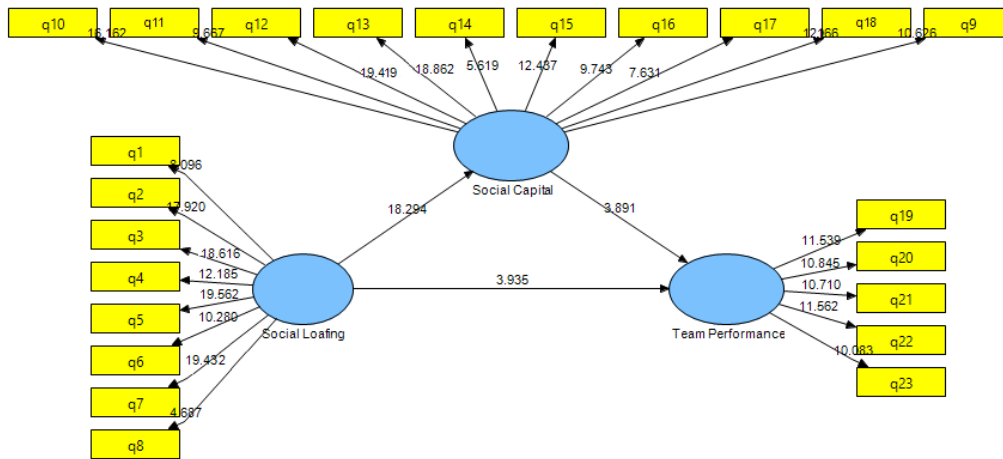 q10 q11 q12 q13 q14 q15 q16 q17 q18 q9
16.162 9.667 19.419 18.862 5.619 12.437 9.743 7.631 10.626
Social Capital
q1
8.096
q2
17.920
q3
18.616
q4
12.185
q5
19.562
q6
10.280
q7
19.432
q8
4.687
Social Loafing
18.294
3.891
3.935
Team Performance
q19
11.539
q20
10.845
q21
10.710
q22
11.562
q23
10.083